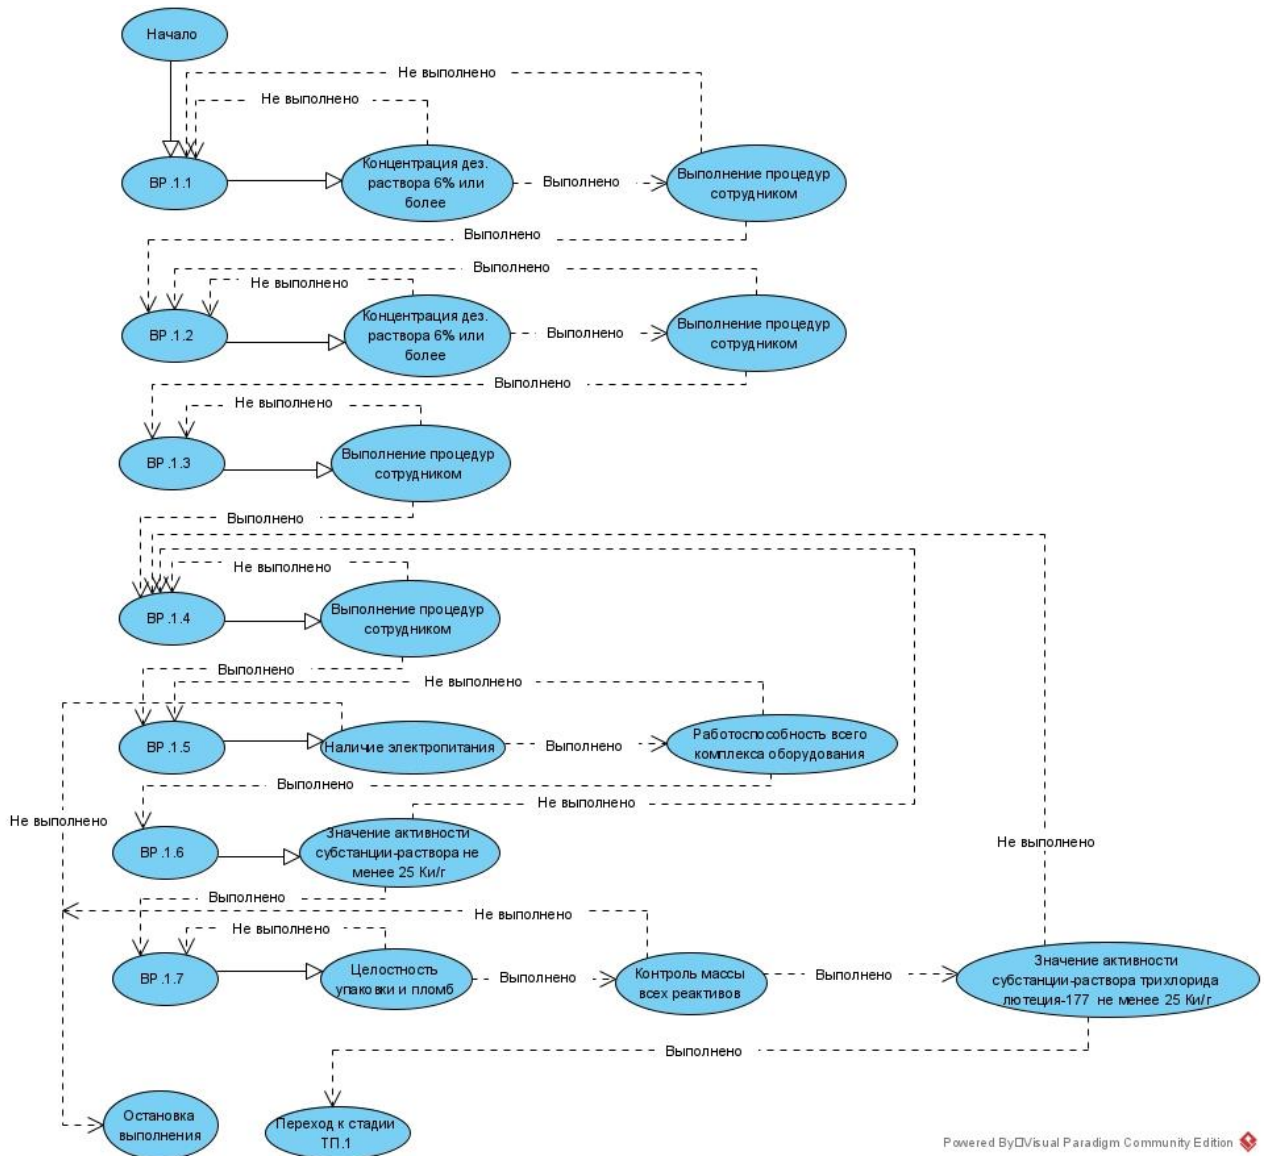 Начало
Не выполнено
Не выполнено
ВР.1.1
Концентрация дез.
раствора 6% или
более
Выполнено
Выполнение процедур
сотрудником
Выполнено
Выполнено
Не выполнено
ВР.1.2
Концентрация дез.
раствора 6% или
более
Выполнено
Выполнение процедур
сотрудником
Выполнено
Не выполнено
ВР.1.3
Выполнение процедур
сотрудником
Выполнено
Не выполнено
ВР.1.4
Выполнение процедур
сотрудником
Выполнено
Не выполнено
ВР.1.5
Наличие электропитания
Выполнено
Работоспособность всего
комплекса оборудования
Выполнено
Не выполнено
Не выполнено
ВР.1.6
Значение активности
субстанции-раствора не
менее 25 Ки/г
Не выполнено
Выполнено
Не выполнено
Не выполнено
ВР.1.7
Целостность
упаковки и пломб
Выполнено
Контроль массы
всех реактивов
Выполнено
Значение активности
субстанции-раствора трихлорида
лютеция-177 не менее 25 Ки/г
Выполнено
Остановка
выполнения
Переход к стадии
ТП.1
Powered By□Visual Paradigm Community Edition